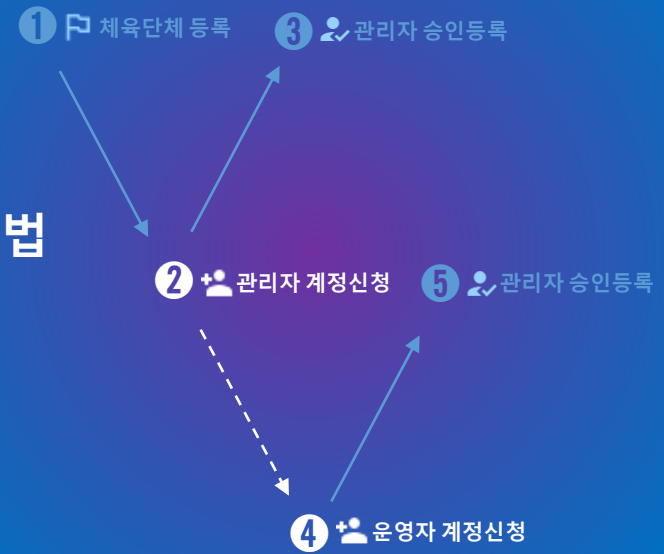 1 체육단체 등록
3 관리자 승인등록
법
2 관리자 계정신청
5 관리자 승인등록
4 운영자 계정신청